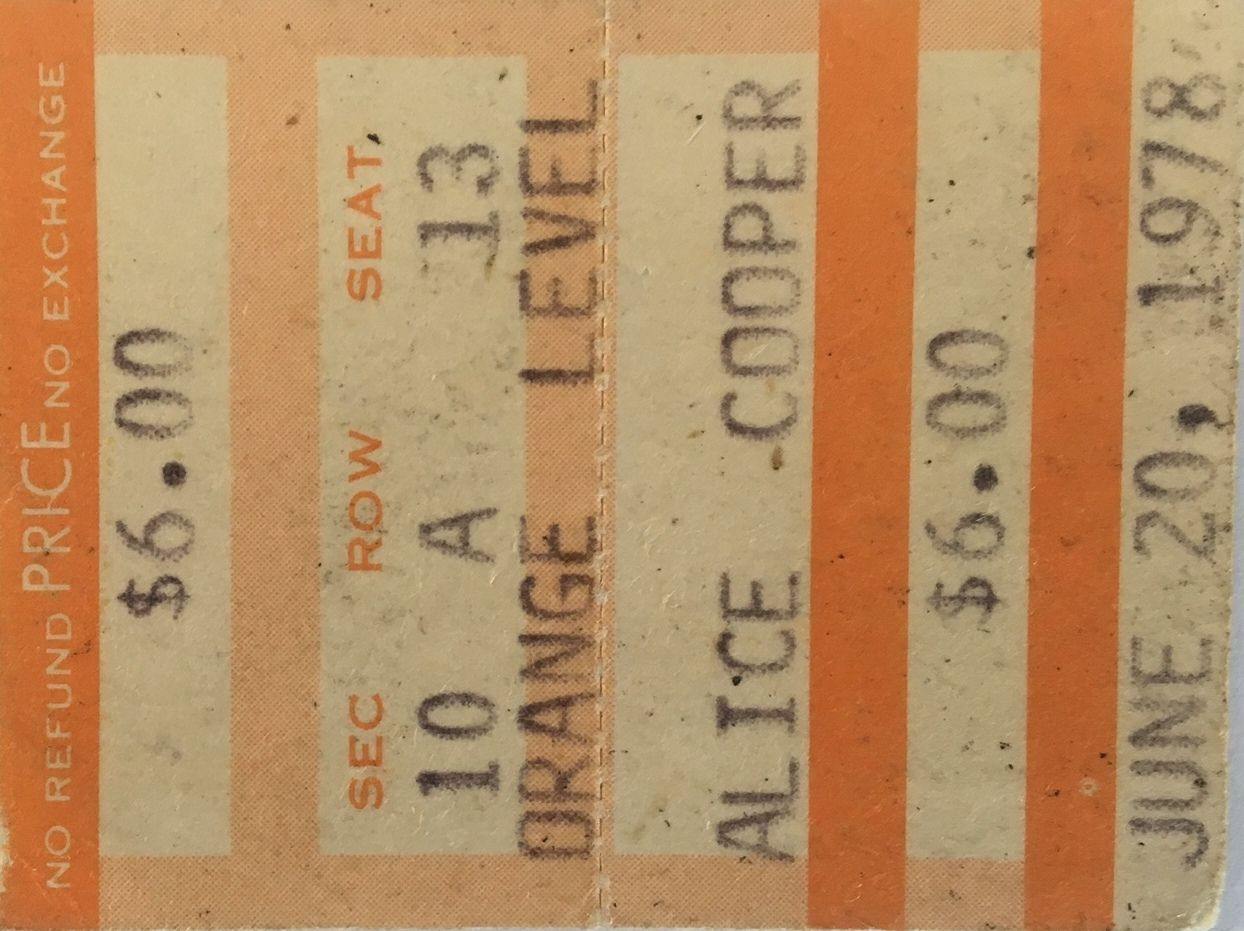 NO REFUND PRICE NO EXCHANGE
$6.00
SEC ROW SEAT
10 A 13
ORANGE LEVEL
ALICE COOPER
$6.00
JUNE 20, 1978